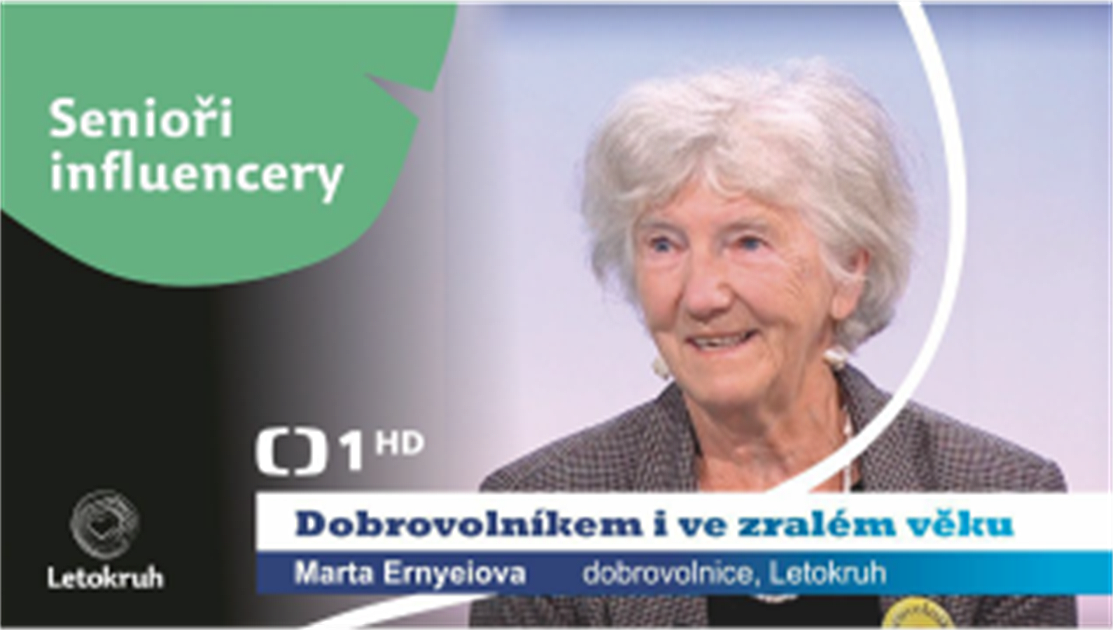 Senioři
influencery
1 HD
Letokruh
Dobrovolníkem i ve zralém věku
Marta Ernyeiova dobrovolnice, Letokruh